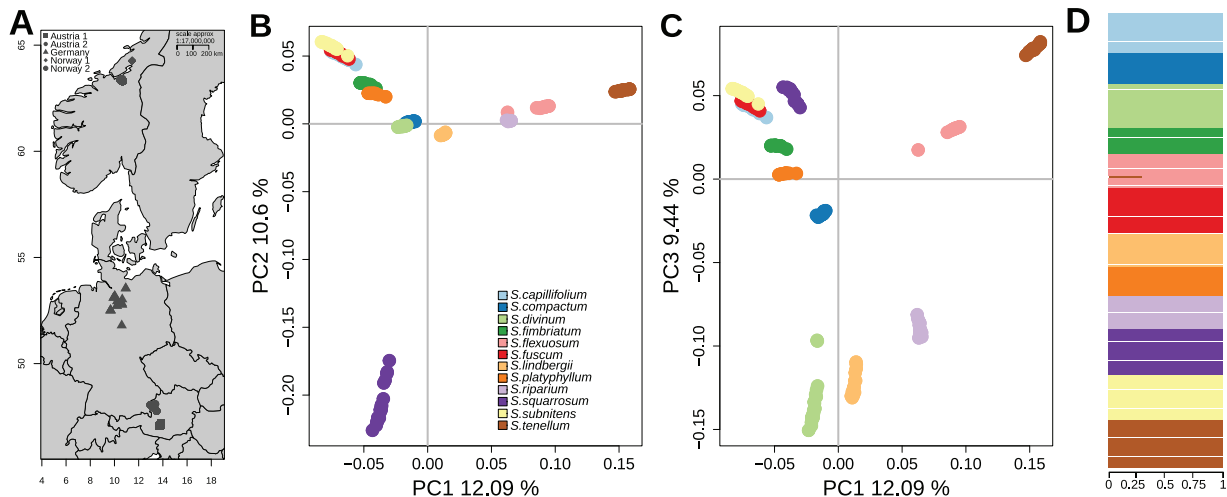 A
Austria 1
Austria 2
Germany
Norway 1
Norway 2
scale approx
1:17,000,000
0 100 200 km
65
60
55
50
4 6 8 10 12 14 16 18
B
PC2 10.6 %
0.05
0.00
−0.05
−0.10
−0.15
−0.20
−0.05 0.00 0.05 0.10 0.15
PC1 12.09 %
S.capillifolium
S.compactum
S.divinum
S.fimbriatum
S.flexuosum
S.fuscum
S.lindbergii
S.platyphyllum
S.riparium
S.squarrosum
S.subnitens
S.tenellum
C
PC3 9.44 %
0.05
0.00
−0.05
−0.10
−0.15
−0.05 0.00 0.05 0.10 0.15
PC1 12.09 %
D
0 0.25 0.5 0.75 1